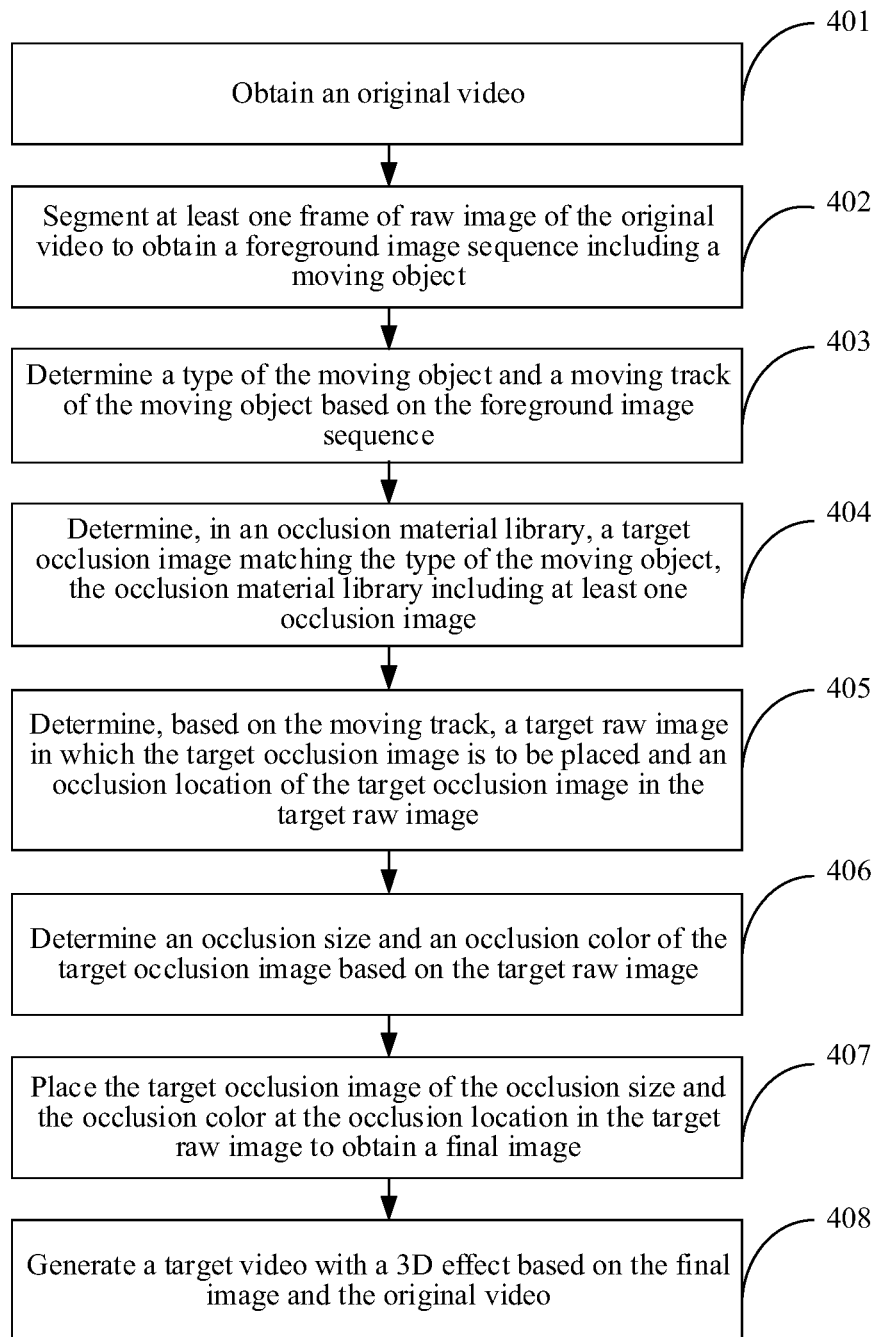 401
Obtain an original video
402
Segment at least one frame of raw image of the original
video to obtain a foreground image sequence including a
moving object
403
Determine a type of the moving object and a moving track
of the moving object based on the foreground image
sequence
404
Determine, in an occlusion material library, a target
occlusion image matching the type of the moving object,
the occlusion material library including at least one
occlusion image
405
Determine, based on the moving track, a target raw image
in which the target occlusion image is to be placed and an
occlusion location of the target occlusion image in the
target raw image
406
Determine an occlusion size and an occlusion color of the
target occlusion image based on the target raw image
407
Place the target occlusion image of the occlusion size and
the occlusion color at the occlusion location in the target
raw image to obtain a final image
408
Generate a target video with a 3D effect based on the final
image and the original video